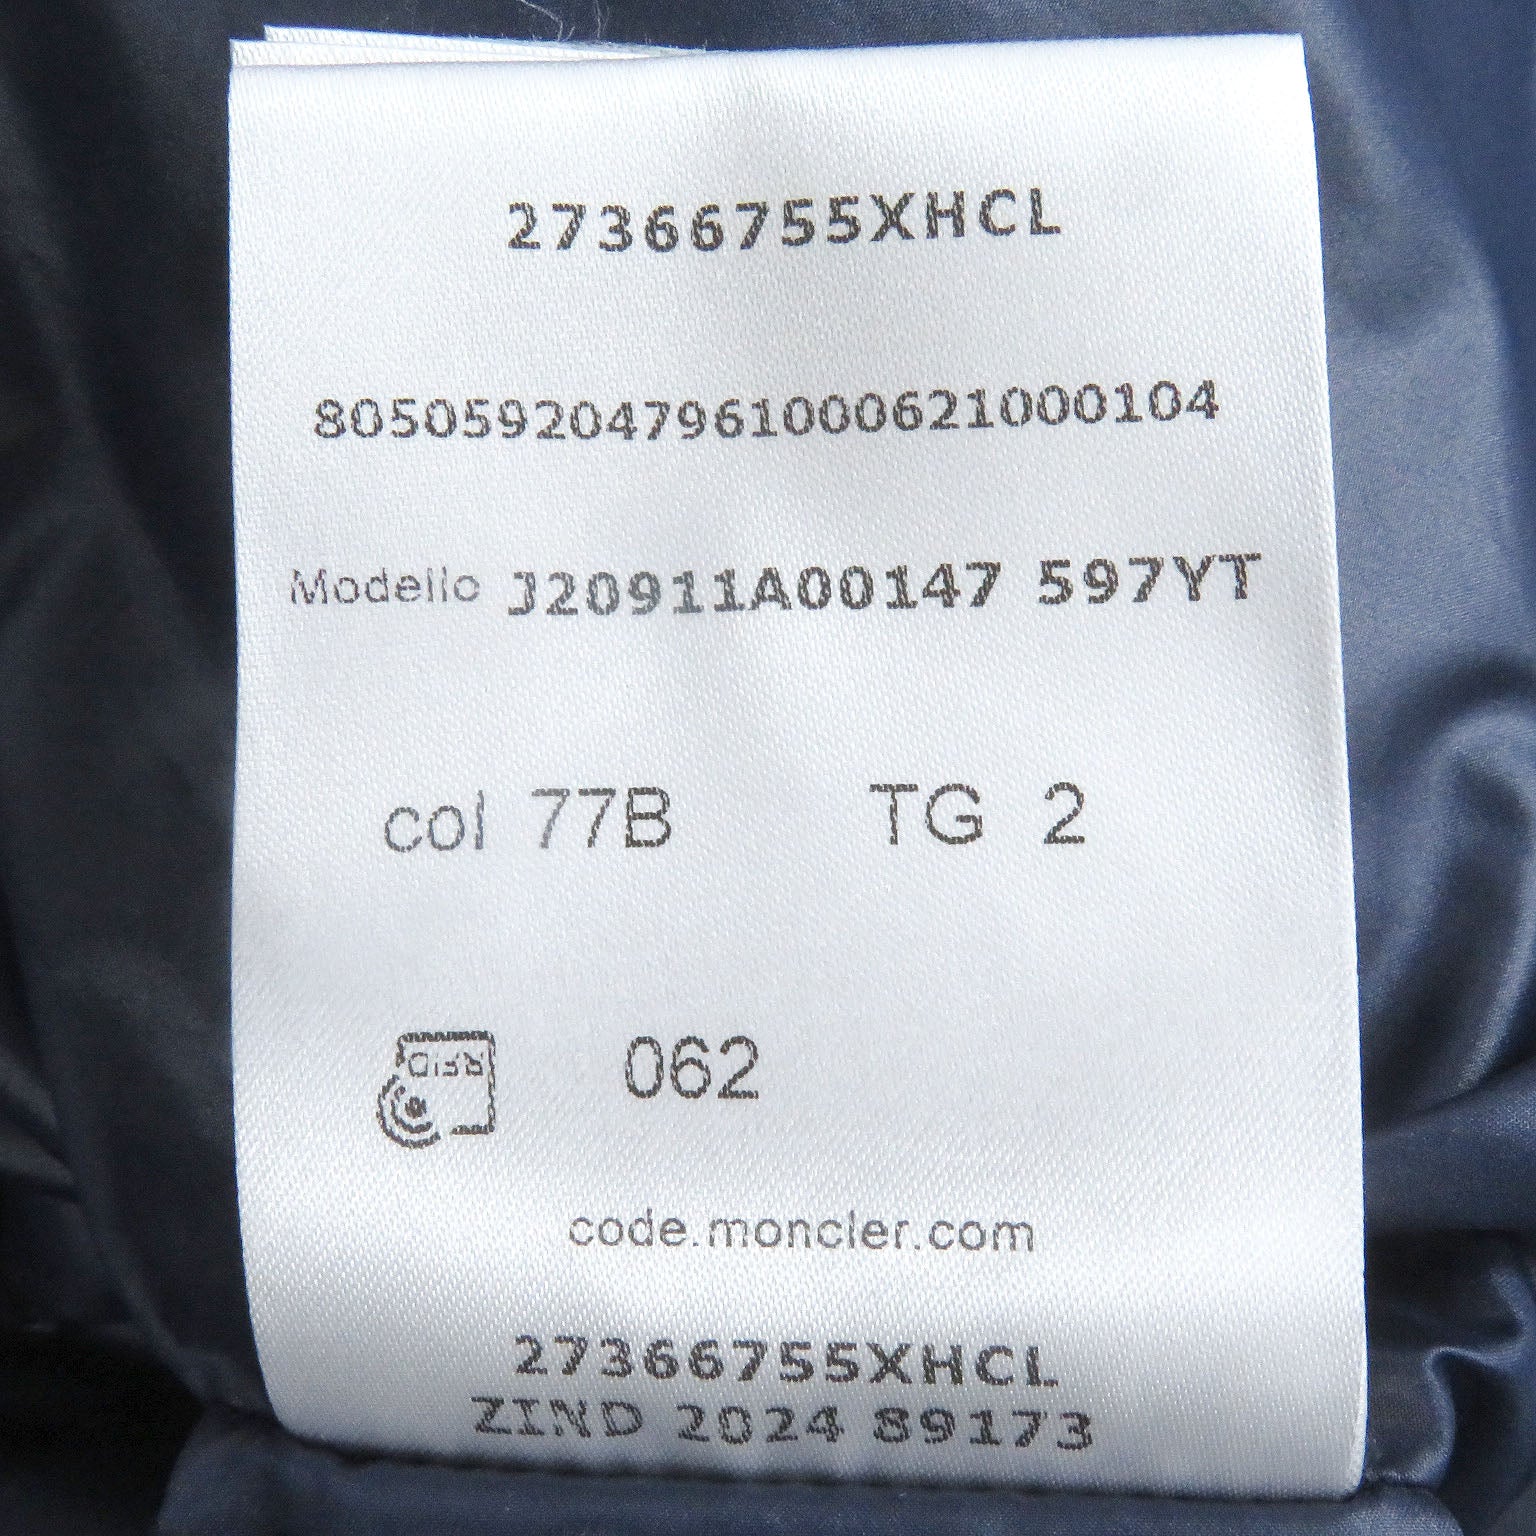 27366755XHCL
8050592047961000621000104
Modello J20911A00147 597YT
col 77B TG 2
RFID 062
code.moncler.com
27366755XHCL
ZIND 2024 89173